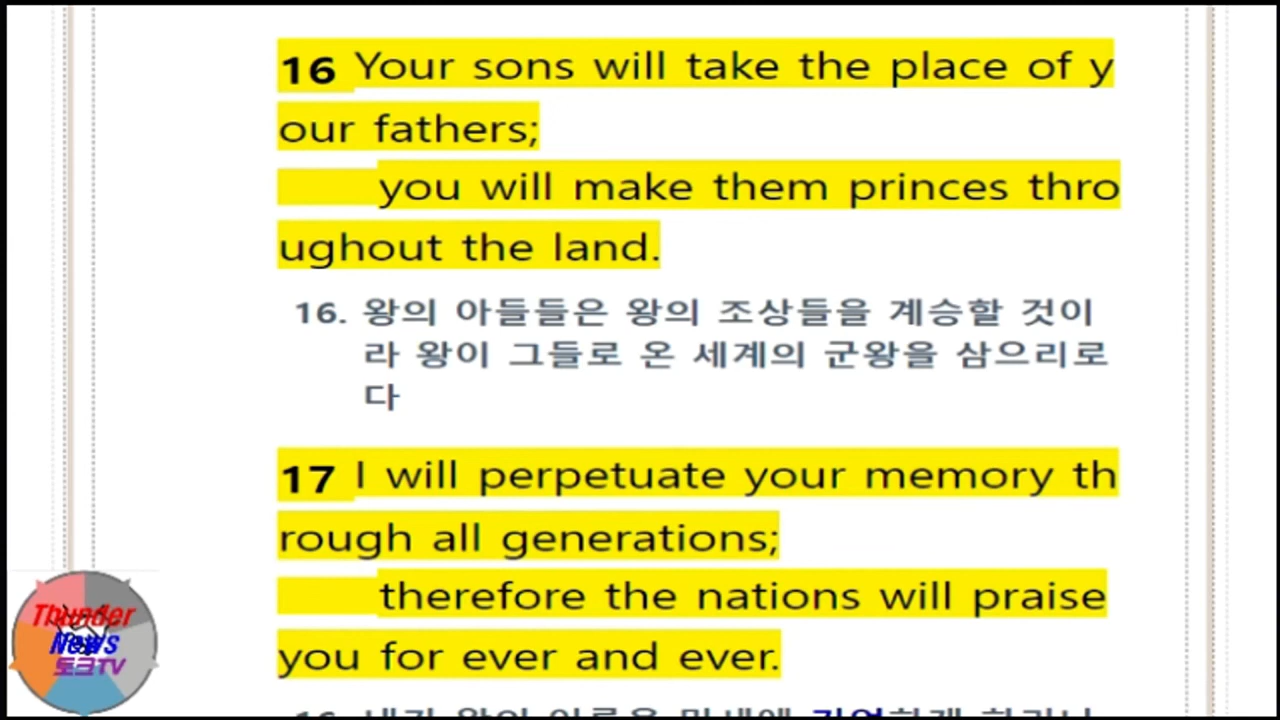 16 Your sons will take the place of y
our fathers;
you will make them princes thro
ughout the land.
16. 왕의 아들들은 왕의 조상들을 계승할 것이
라 왕이 그들로 온 세계의 군왕을 삼으리로
다
17 I will perpetuate your memory th
rough all generations;
therefore the nations will praise
you for ever and ever.
Thunder
News
토크TV